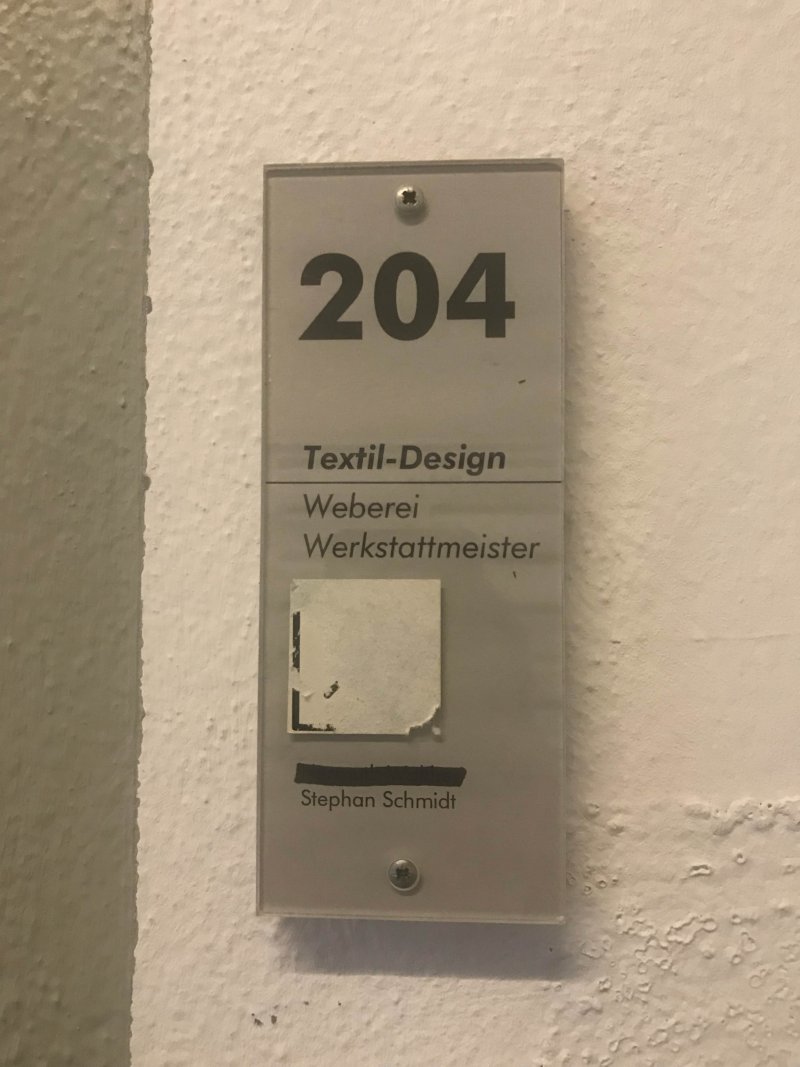 204
Textil-Design
Weberei
Werkstattmeister
Stephan Schmidt